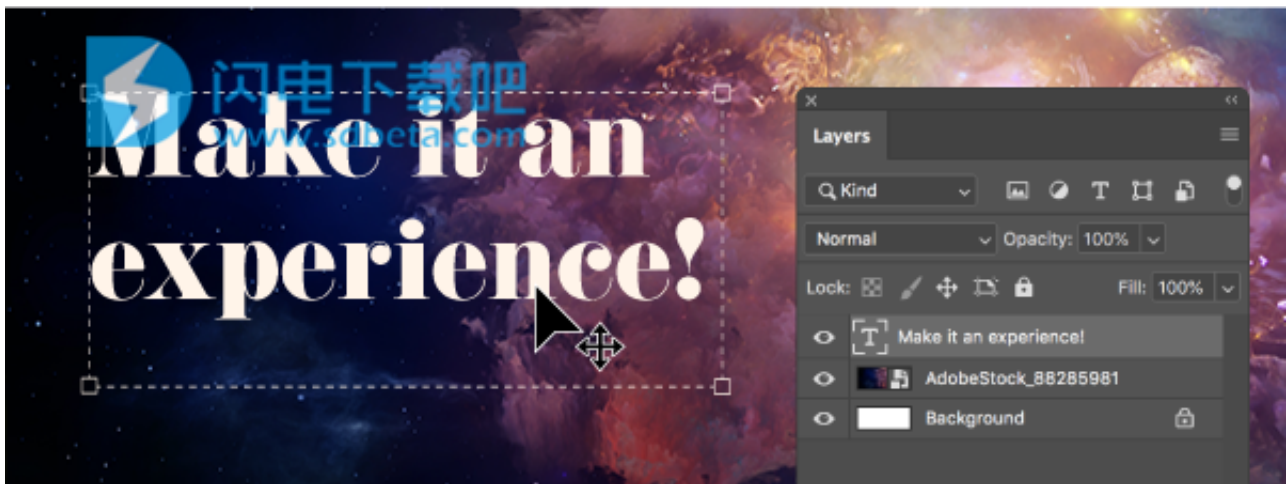 闪电下载吧
www.sdbeta.com
Make it an
experience!
Layers
Kind
Normal
Opacity: 100%
Lock:
Fill: 100%
Make it an experience!
AdobeStock_88285981
Background